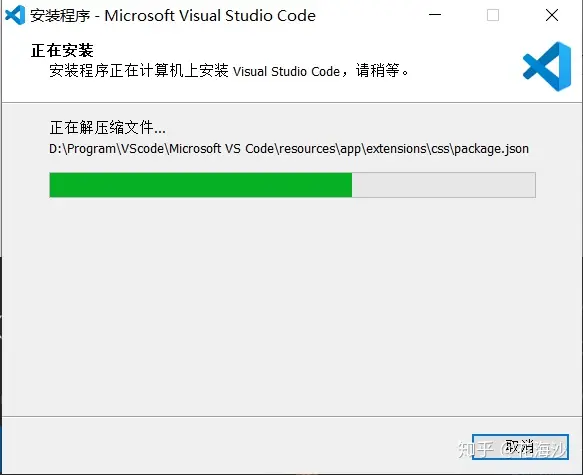 安装程序 - Microsoft Visual Studio Code
正在安装
安装程序正在计算机上安装 Visual Studio Code，请稍等。
正在解压缩文件...
D:\Program\VScode\Microsoft VS Code\resources\app\extensions\css\package.json
取消
知乎